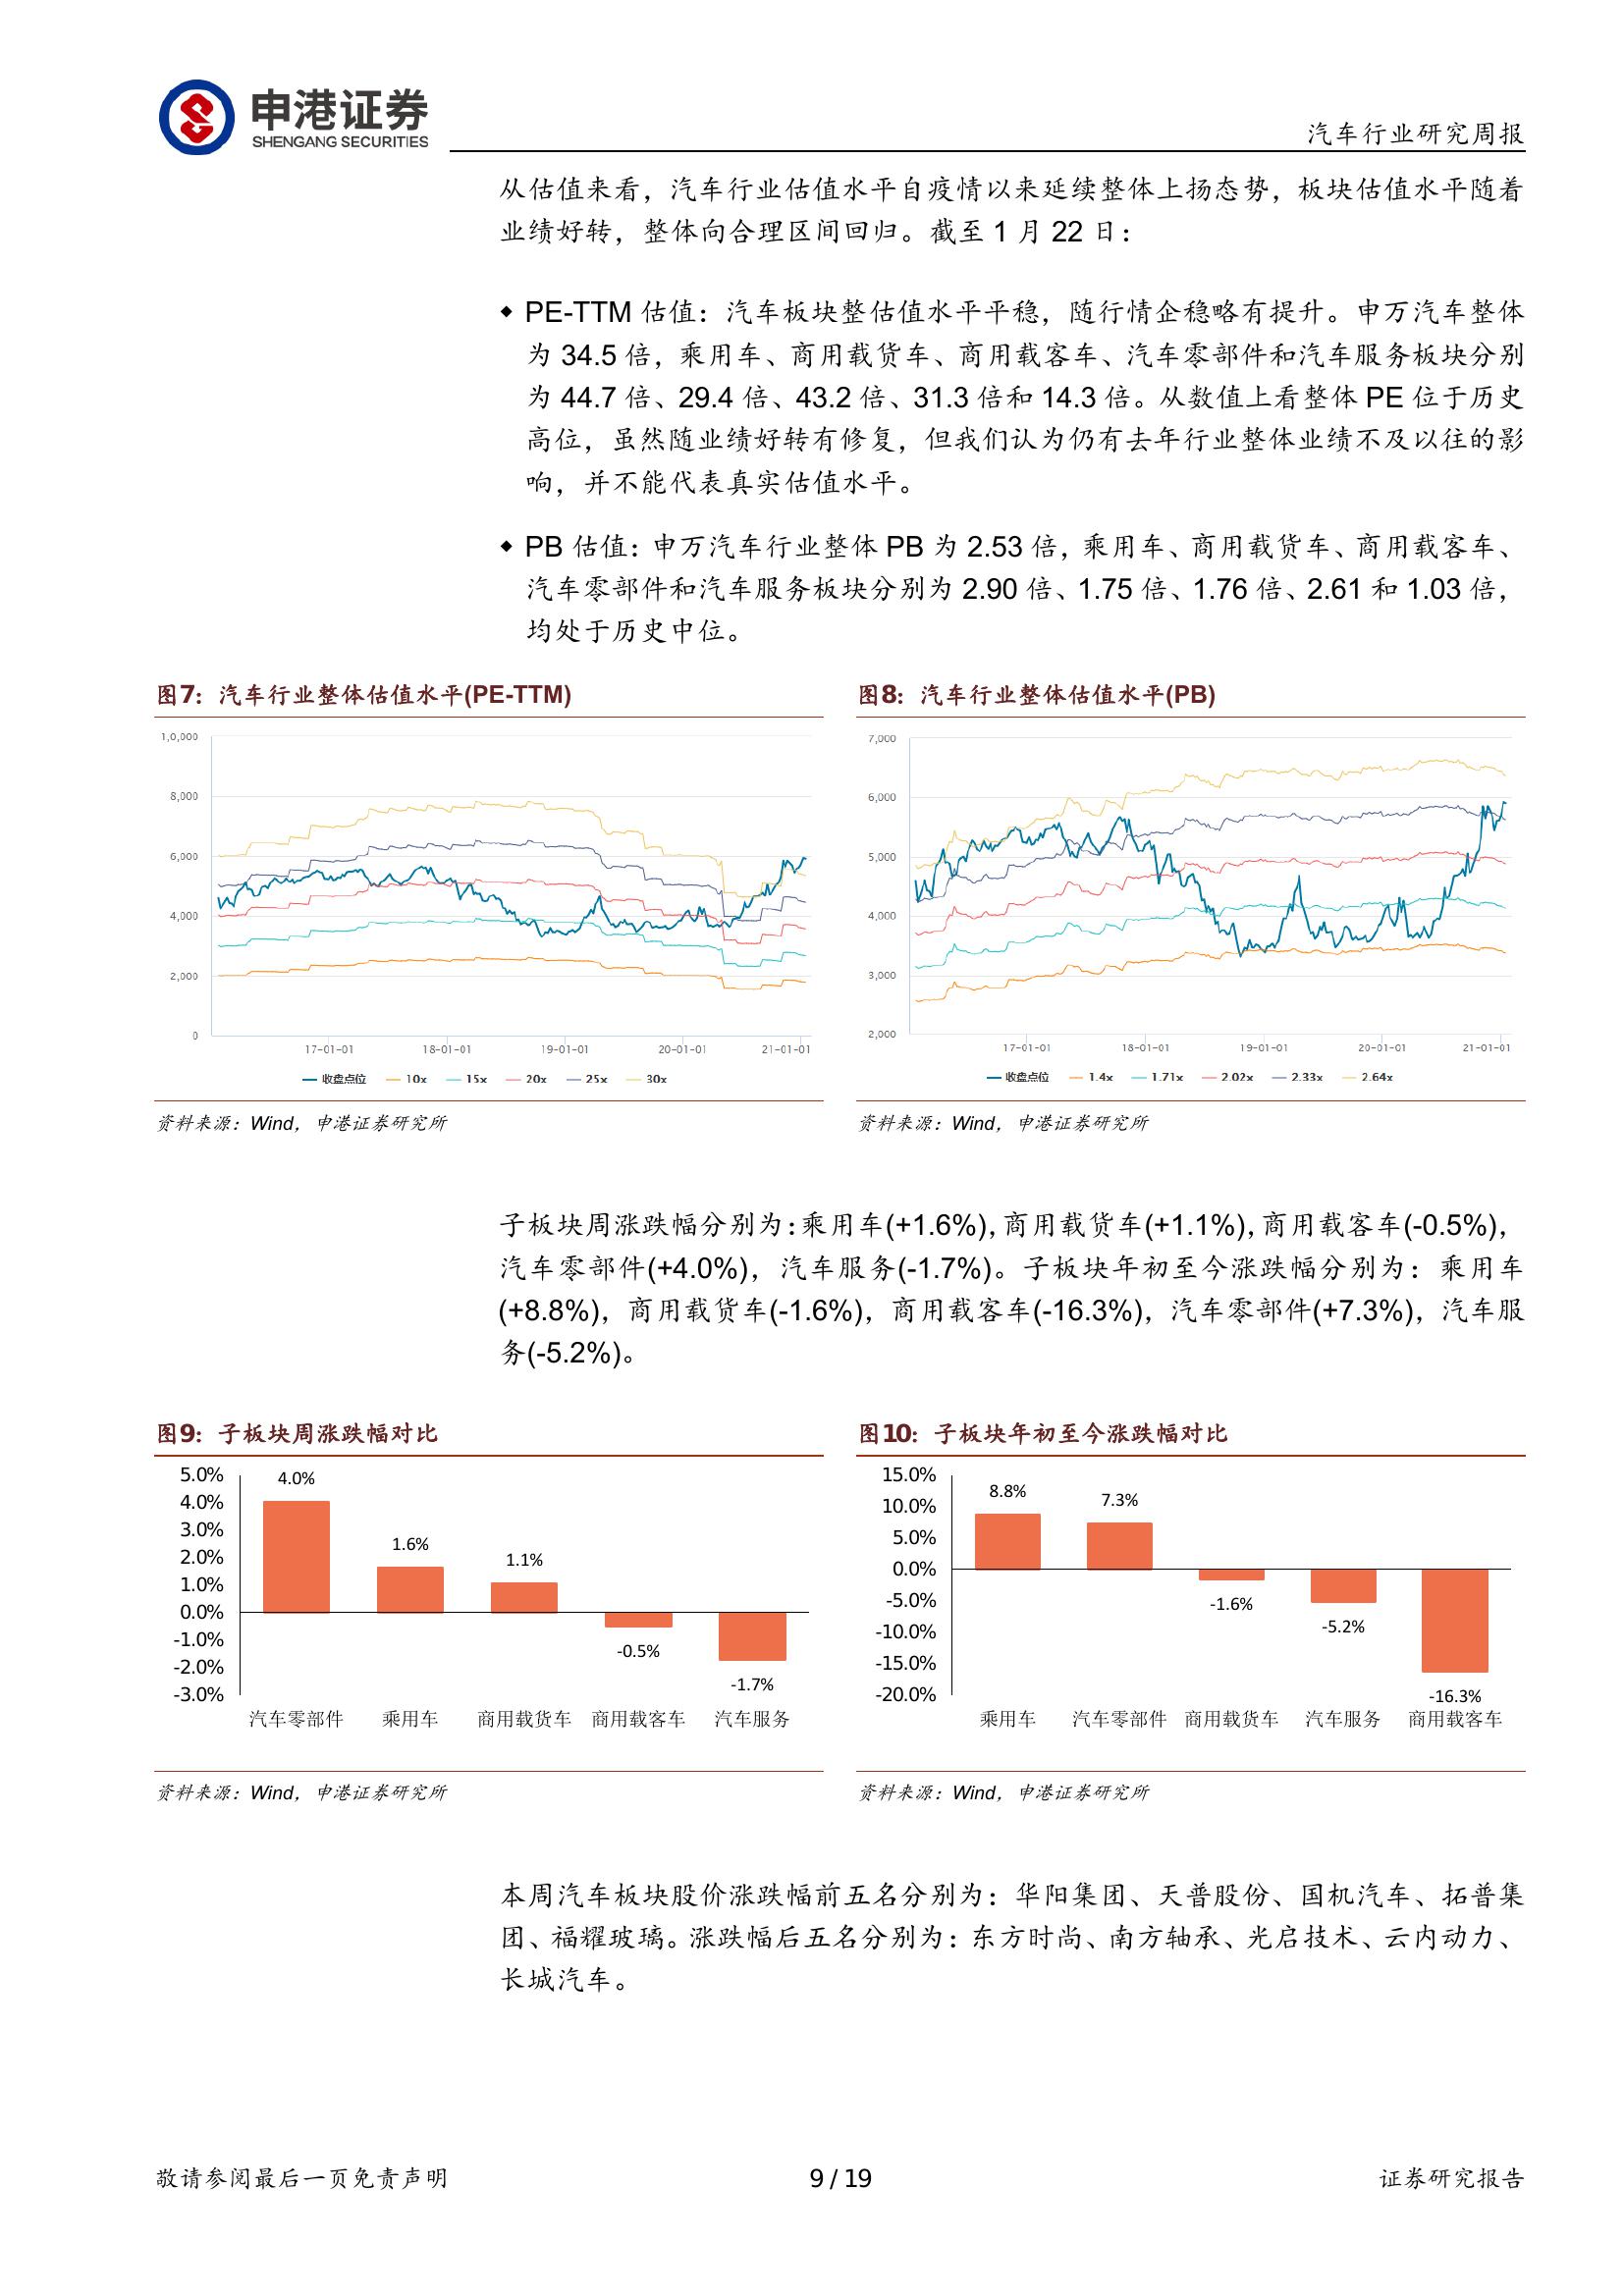 申港证券
SHENGANG SECURITIES
汽车行业研究周报
从估值来看，汽车行业估值水平自疫情以来延续整体上扬态势，板块估值水平随着
业绩好转，整体向合理区间回归。截至 1 月 22 日：
◆ PE-TTM 估值：汽车板块整估值水平平稳，随行情企稳略有提升。申万汽车整体
为 34.5 倍，乘用车、商用载货车、商用载客车、汽车零部件和汽车服务板块分别
为 44.7 倍、29.4 倍、43.2 倍、31.3 倍和 14.3 倍。从数值上看整体 PE 位于历史
高位，虽然随业绩好转有修复，但我们认为仍有去年行业整体业绩不及以往的影
响，并不能代表真实估值水平。
◆ PB 估值：申万汽车行业整体 PB 为 2.53 倍，乘用车、商用载货车、商用载客车、
汽车零部件和汽车服务板块分别为 2.90 倍、1.75 倍、1.76 倍、2.61 和 1.03 倍，
均处于历史中位。
图7：汽车行业整体估值水平(PE-TTM)
1,0,000
8,000
6,000
4,000
2,000
0
17-01-01 18-01-01 19-01-01 20-01-01 21-01-01
收盘点位 10x 15x 20x 25x 30x
资料来源：Wind，申港证券研究所
图8：汽车行业整体估值水平(PB)
7,000
6,000
5,000
4,000
3,000
2,000
17-01-01 18-01-01 19-01-01 20-01-01 21-01-01
收盘点位 1.4x 1.71x 2.02x 2.33x 2.64x
资料来源：Wind，申港证券研究所
子板块周涨跌幅分别为：乘用车(+1.6%)，商用载货车(+1.1%)，商用载客车(-0.5%)，
汽车零部件(+4.0%)，汽车服务(-1.7%)。子板块年初至今涨跌幅分别为：乘用车
(+8.8%)，商用载货车(-1.6%)，商用载客车(-16.3%)，汽车零部件(+7.3%)，汽车服
务(-5.2%)。
图9：子板块周涨跌幅对比
5.0%
4.0%
3.0%
2.0%
1.0%
0.0%
-1.0%
-2.0%
-3.0%
4.0%
1.6%
1.1%
-0.5%
-1.7%
汽车零部件 乘用车 商用载货车 商用载客车 汽车服务
资料来源：Wind，申港证券研究所
图10：子板块年初至今涨跌幅对比
15.0%
10.0%
5.0%
0.0%
-5.0%
-10.0%
-15.0%
-20.0%
8.8%
7.3%
-1.6%
-5.2%
-16.3%
乘用车 汽车零部件 商用载货车 汽车服务 商用载客车
资料来源：Wind，申港证券研究所
本周汽车板块股价涨跌幅前五名分别为：华阳集团、天普股份、国机汽车、拓普集
团、福耀玻璃。涨跌幅后五名分别为：东方时尚、南方轴承、光启技术、云内动力、
长城汽车。
敬请参阅最后一页免责声明
9 / 19
证券研究报告